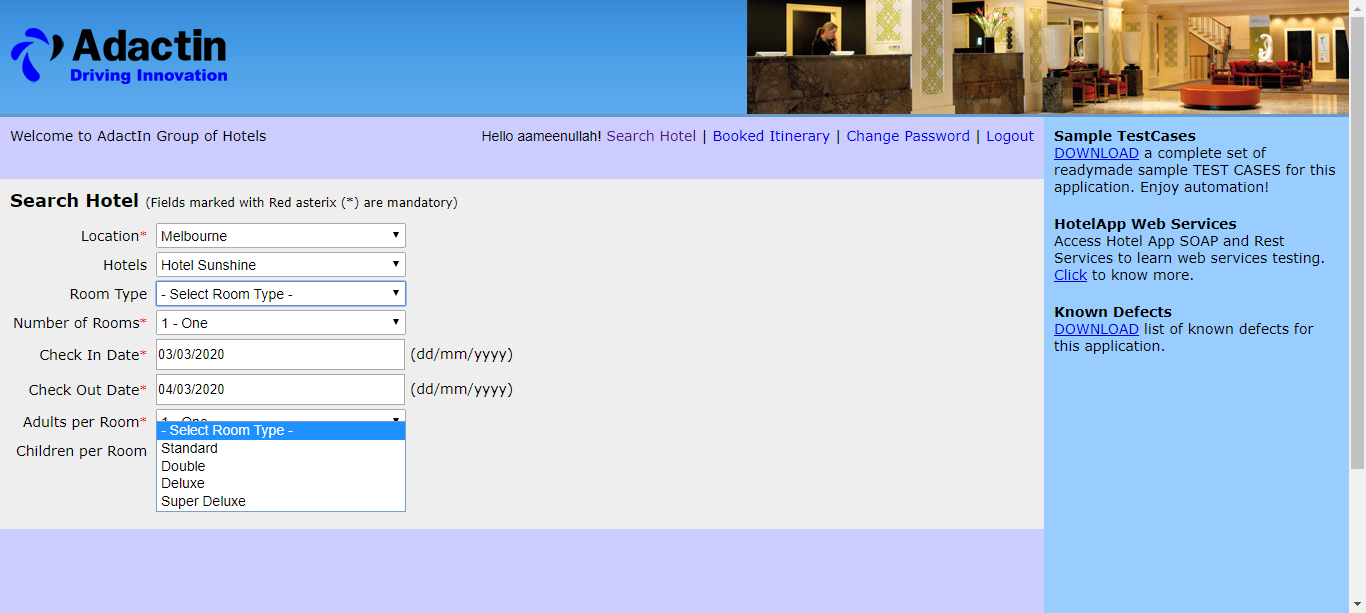 Adactin
Driving Innovation
Welcome to AdactIn Group of Hotels
Hello aameenullah! Search Hotel | Booked Itinerary | Change Password | Logout
Search Hotel (Fields marked with Red asterix (*) are mandatory)
Location* Melbourne
Hotels Hotel Sunshine
Room Type - Select Room Type -
Number of Rooms* 1 - One
Check In Date* 03/03/2020 (dd/mm/yyyy)
Check Out Date* 04/03/2020 (dd/mm/yyyy)
Adults per Room* 1 - One
- Select Room Type -
Children per Room
Standard
Double
Deluxe
Super Deluxe
Sample TestCases
DOWNLOAD a complete set of
readymade sample TEST CASES for this
application. Enjoy automation!
HotelApp Web Services
Access Hotel App SOAP and Rest
Services to learn web services testing.
Click to know more.
Known Defects
DOWNLOAD list of known defects for
this application.